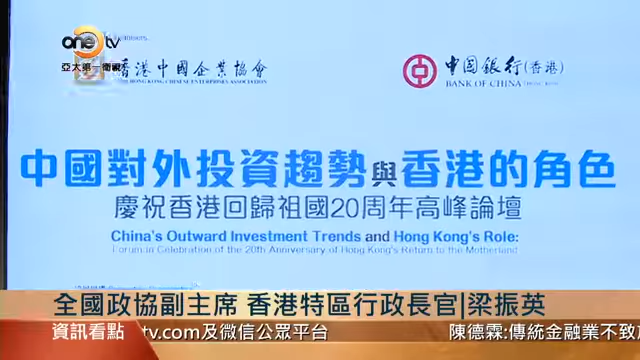 one tv
亞太第一衛視
香港中國企業協會
THE HONG KONG CHINESE ENTERPRISES ASSOCIATION
中国銀行(香港)
BANK OF CHINA (HONG KONG)
中國對外投資趨勢與香港的角色
慶祝香港回歸祖國20周年高峰論壇
China's Outward Investment Trends and Hong Kong's Role:
Forum in Celebration of the 20th Anniversary of Hong Kong's Return to the Motherland
全國政協副主席 香港特區行政長官|梁振英
資訊看點
tv.com及微信公眾平台
陳德霖:傳統金融業不致